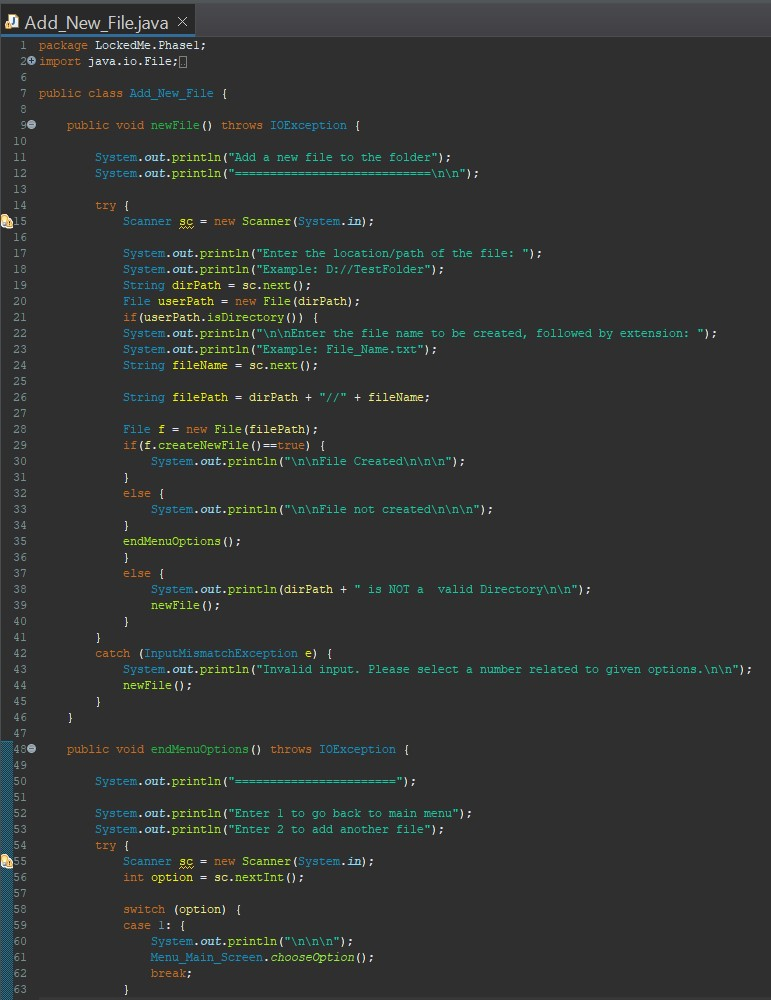 Add_New_File.java
1 package LockedMe.Phase1;
2 import java.io.File;
6
7 public class Add_New_File {
8
9 public void newFile() throws IOException {
10
11 System.out.println("Add a new file to the folder");
12 System.out.println("============================\n\n");
13
14 try {
15 Scanner sc = new Scanner(System.in);
16
17 System.out.println("Enter the location/path of the file: ");
18 System.out.println("Example: D://TestFolder");
19 String dirPath = sc.next();
20 File userPath = new File(dirPath);
21 if(userPath.isDirectory()) {
22 System.out.println("\n\nEnter the file name to be created, followed by extension: ");
23 System.out.println("Example: File_Name.txt");
24 String fileName = sc.next();
25
26 String filePath = dirPath + "//" + fileName;
27
28 File f = new File(filePath);
29 if(f.createNewFile()==true) {
30 System.out.println("\n\nFile Created\n\n\n");
31 }
32 else {
33 System.out.println("\n\nFile not created\n\n\n");
34 }
35 endMenuOptions();
36 }
37 else {
38 System.out.println(dirPath + " is NOT a  valid Directory\n\n");
39 newFile();
40 }
41 }
42 catch (InputMismatchException e) {
43 System.out.println("Invalid input. Please select a number related to given options.\n\n");
44 newFile();
45 }
46 }
47
48 public void endMenuOptions() throws IOException {
49
50 System.out.println("=======================");
51
52 System.out.println("Enter 1 to go back to main menu");
53 System.out.println("Enter 2 to add another file");
54 try {
55 Scanner sc = new Scanner(System.in);
56 int option = sc.nextInt();
57
58 switch (option) {
59 case 1: {
60 System.out.println("\n\n\n");
61 Menu_Main_Screen.chooseOption();
62 break;
63 }